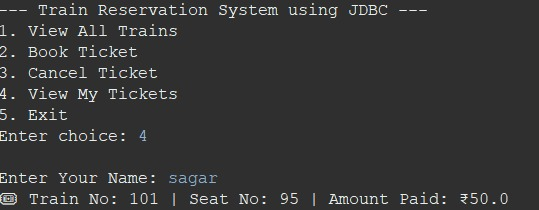 --- Train Reservation System using JDBC ---
1. View All Trains
2. Book Ticket
3. Cancel Ticket
4. View My Tickets
5. Exit
Enter choice: 4
Enter Your Name: sagar
🎟 Train No: 101 | Seat No: 95 | Amount Paid: ₹50.0